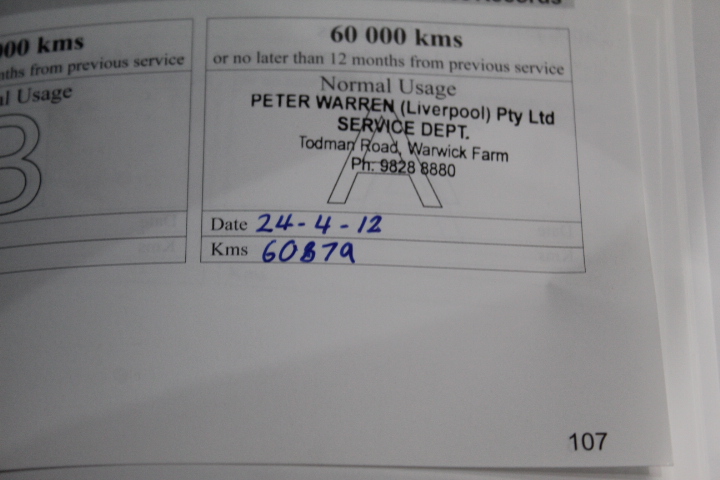 60 000 kms
or no later than 12 months from previous service
Normal Usage
PETER WARREN (Liverpool) Pty Ltd
SERVICE DEPT.
Todman Road, Warwick Farm
Ph: 9828 8880
A
Date 24-4-12
Kms 60879
000 kms
from previous service
Usage
B
107